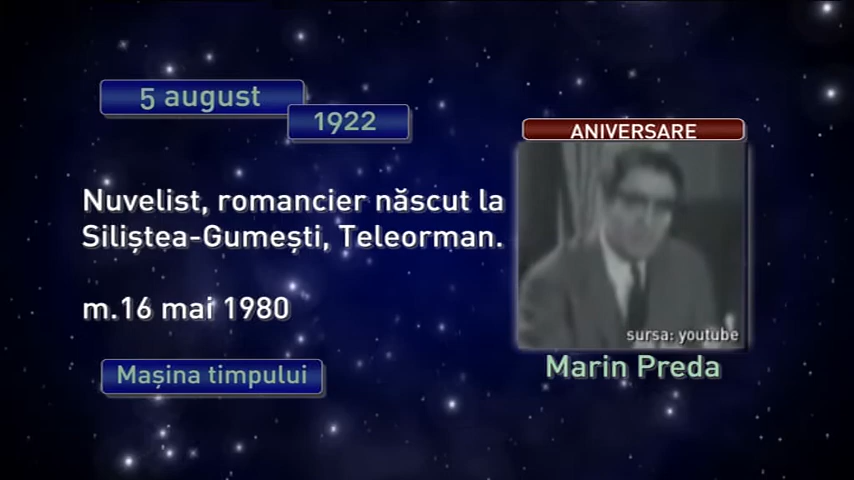 5 august
1922
ANIVERSARE
Nuvelist, romancier născut la
Siliștea-Gumești, Teleorman.
m.16 mai 1980
sursa: youtube
Marin Preda
Mașina timpului